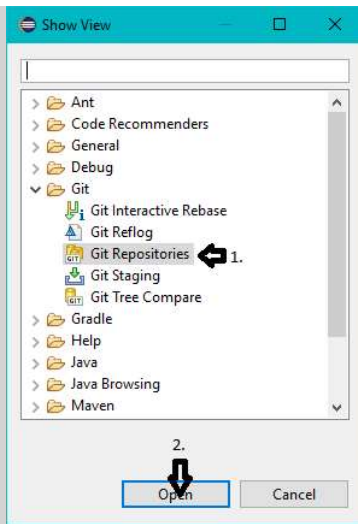 Show View
Ant
Code Recommenders
General
Debug
Git
Git Interactive Rebase
Git Reflog
Git Repositories 1.
Git Staging
Git Tree Compare
Gradle
Help
Java
Java Browsing
Maven
2.
Open Cancel